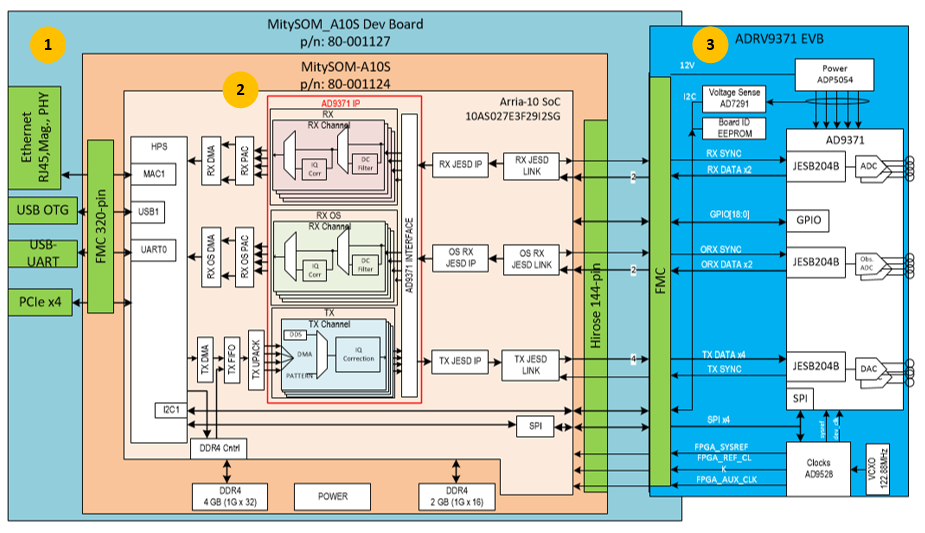 MitySOM_A10S Dev Board
p/n: 80-001127
1
MitySOM-A10S
p/n: 80-001124
2
3
ADRV9371 EVB
12V
Power
ADP5054
I2C
Voltage Sense
AD7291
Board ID
EEPROM
Ethernet
RJ45,Mag., PHY
USB OTG
USB-
UART
PCIe x4
FMC 320-pin
HPS
MAC1
USB1
UART0
I2C1
AD9371 IP
Arria-10 SoC
10AS027E3F29I2SG
RX
RX Channel
IQ
Corr
DC
Filter
RX DMA
RX PAC
RX OS
RX Channel
IQ
Corr
DC
Filter
RX OS DMA
RX OS PAC
TX
TX Channel
DDS
DMA
PATTERN
IQ
Correction
TX DMA
TX FIFO
TX UPACK
AD9371 INTERFACE
RX JESD IP
RX JESD
LINK
OS RX
JESD IP
OS RX
JESD LINK
TX JESD IP
TX JESD
LINK
SPI
DDR4 Cntrl
DDR4
4 GB (1G x 32)
POWER
DDR4
2 GB (1G x 16)
Hirose 144-pin
2
2
4
FMC
RX SYNC
RX DATA x2
GPIO[18:0]
ORX SYNC
ORX DATA x2
TX DATA x4
TX SYNC
SPI x4
FPGA_SYSREF
FPGA_REF_CL
K
FPGA_AUX_CLK
AD9371
JESB204B
ADC
GPIO
JESB204B
Obs.
ADC
JESB204B
DAC
SPI
sysref
dev_clk
Clocks
AD9528
VCXO
122.88MHz